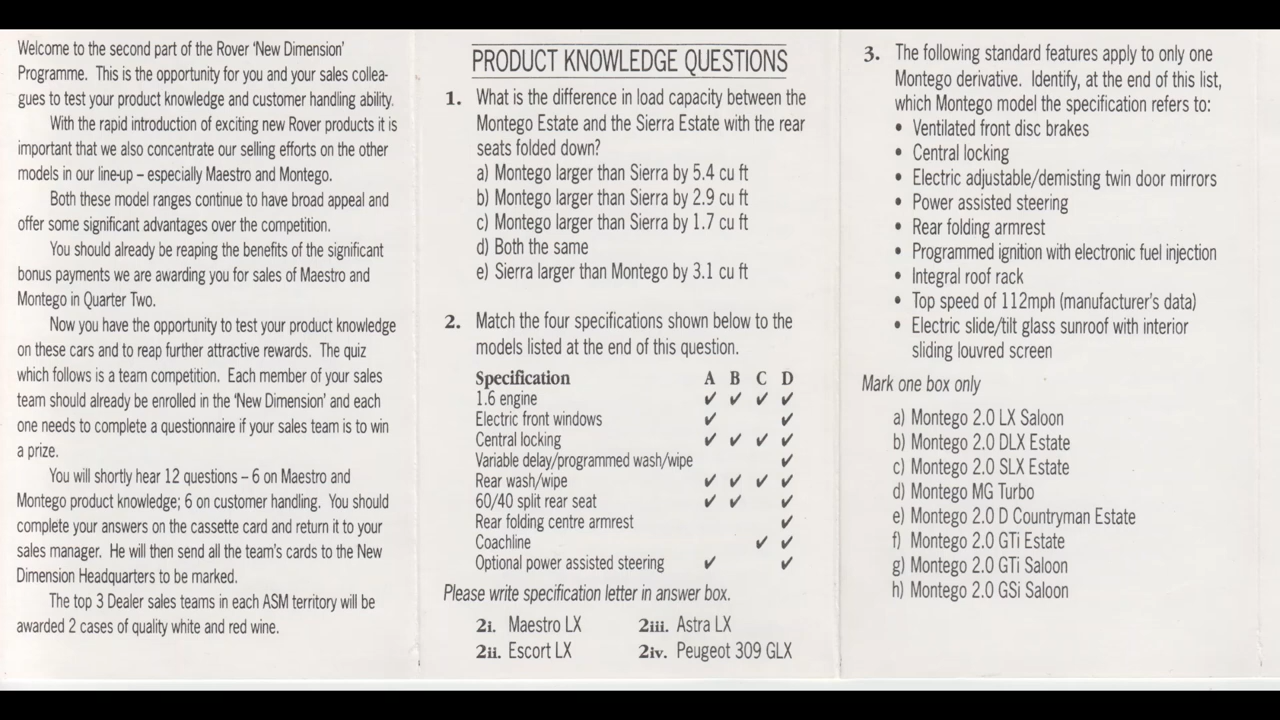 Welcome to the second part of the Rover 'New Dimension'
Programme. This is the opportunity for you and your sales collea-
gues to test your product knowledge and customer handling ability.
With the rapid introduction of exciting new Rover products it is
important that we also concentrate our selling efforts on the other
models in our line-up – especially Maestro and Montego.
Both these model ranges continue to have broad appeal and
offer some significant advantages over the competition.
You should already be reaping the benefits of the significant
bonus payments we are awarding you for sales of Maestro and
Montego in Quarter Two.
Now you have the opportunity to test your product knowledge
on these cars and to reap further attractive rewards. The quiz
which follows is a team competition. Each member of your sales
team should already be enrolled in the 'New Dimension' and each
one needs to complete a questionnaire if your sales team is to win
a prize.
You will shortly hear 12 questions – 6 on Maestro and
Montego product knowledge; 6 on customer handling. You should
complete your answers on the cassette card and return it to your
sales manager. He will then send all the team's cards to the New
Dimension Headquarters to be marked.
The top 3 Dealer sales teams in each ASM territory will be
awarded 2 cases of quality white and red wine.
PRODUCT KNOWLEDGE QUESTIONS
1. What is the difference in load capacity between the
Montego Estate and the Sierra Estate with the rear
seats folded down?
a) Montego larger than Sierra by 5.4 cu ft
b) Montego larger than Sierra by 2.9 cu ft
c) Montego larger than Sierra by 1.7 cu ft
d) Both the same
e) Sierra larger than Montego by 3.1 cu ft
2. Match the four specifications shown below to the
models listed at the end of this question.
Specification A B C D
1.6 engine ✔ ✔ ✔ ✔
Electric front windows ✔ ✔
Central locking ✔ ✔ ✔ ✔
Variable delay/programmed wash/wipe ✔
Rear wash/wipe ✔ ✔ ✔ ✔
60/40 split rear seat ✔ ✔ ✔
Rear folding centre armrest ✔
Coachline ✔ ✔
Optional power assisted steering ✔ ✔
Please write specification letter in answer box.
2i. Maestro LX 2iii. Astra LX
2ii. Escort LX 2iv. Peugeot 309 GLX
3. The following standard features apply to only one
Montego derivative. Identify, at the end of this list,
which Montego model the specification refers to:
• Ventilated front disc brakes
• Central locking
• Electric adjustable/demisting twin door mirrors
• Power assisted steering
• Rear folding armrest
• Programmed ignition with electronic fuel injection
• Integral roof rack
• Top speed of 112mph (manufacturer's data)
• Electric slide/tilt glass sunroof with interior
sliding louvred screen
Mark one box only
a) Montego 2.0 LX Saloon
b) Montego 2.0 DLX Estate
c) Montego 2.0 SLX Estate
d) Montego MG Turbo
e) Montego 2.0 D Countryman Estate
f) Montego 2.0 GTi Estate
g) Montego 2.0 GTi Saloon
h) Montego 2.0 GSi Saloon